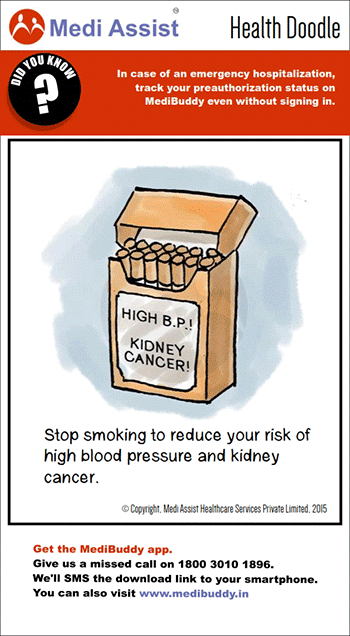 Medi Assist
Health Doodle
DID YOU KNOW
?
In case of an emergency hospitalization,
track your preauthorization status on
MediBuddy even without signing in.
HIGH B.P.!
KIDNEY
CANCER!
Stop smoking to reduce your risk of
high blood pressure and kidney
cancer.
© Copyright, Medi Assist Healthcare Services Private Limited, 2015
Get the MediBuddy app.
Give us a missed call on 1800 3010 1896.
We'll SMS the download link to your smartphone.
You can also visit www.medibuddy.in